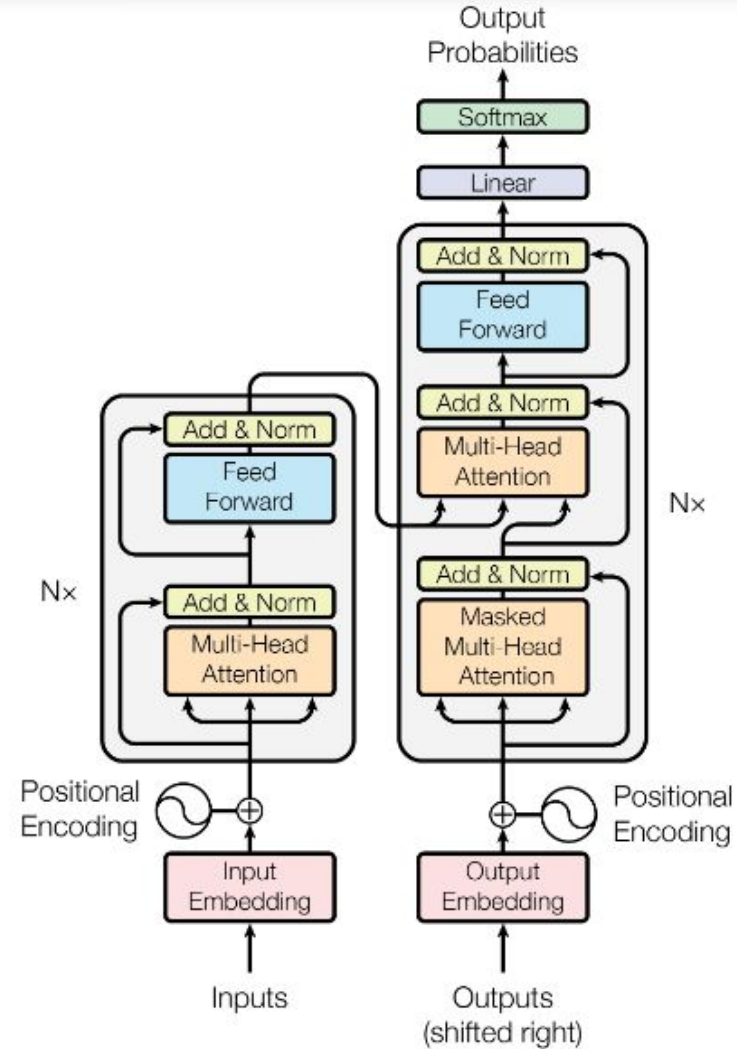 Output
Probabilities
Softmax
Linear
Add & Norm
Feed
Forward
Add & Norm
Multi-Head
Attention
Add & Norm
Masked
Multi-Head
Attention
N×
Positional
Encoding
Output
Embedding
Outputs
(shifted right)
Add & Norm
Feed
Forward
Add & Norm
Multi-Head
Attention
N×
Positional
Encoding
Input
Embedding
Inputs